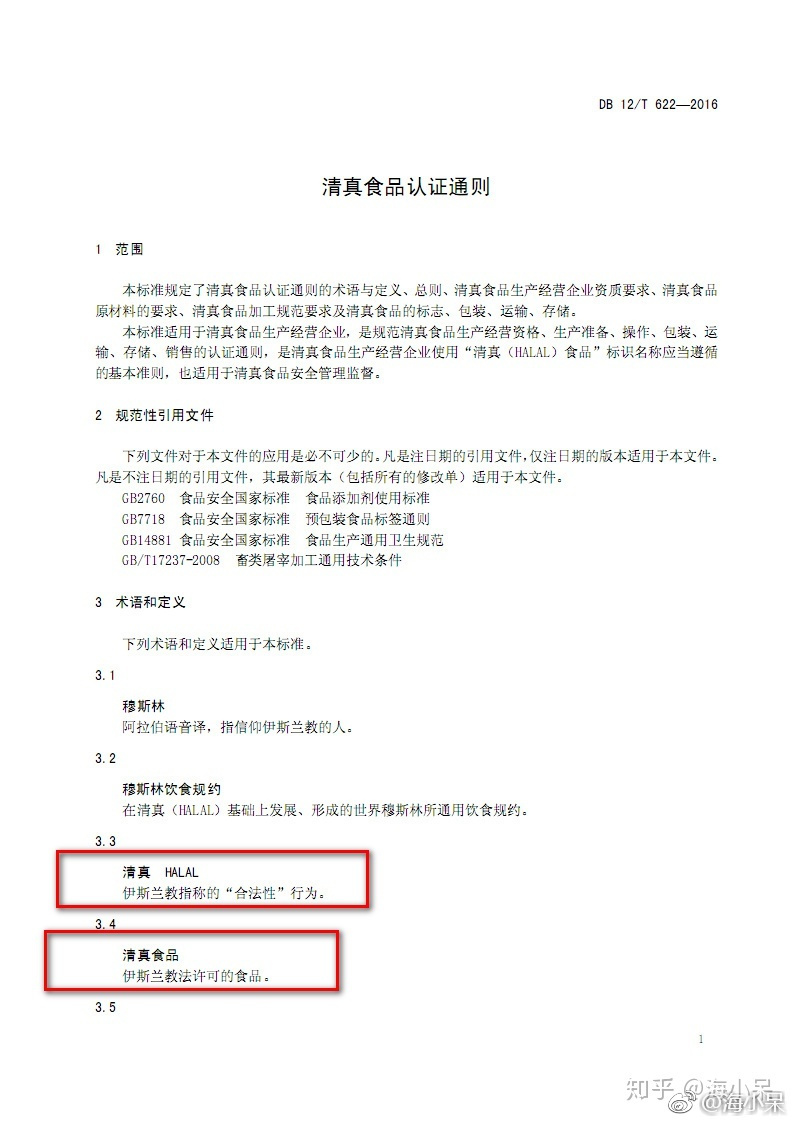 DB 12/T 622—2016
清真食品认证通则
1 范围
本标准规定了清真食品认证通则的术语与定义、总则、清真食品生产经营企业资质要求、清真食品
原材料的要求、清真食品加工规范要求及清真食品的标志、包装、运输、存储。
本标准适用于清真食品生产经营企业，是规范清真食品生产经营资格、生产准备、操作、包装、运
输、存储、销售的认证通则，是清真食品生产经营企业使用“清真（HALAL）食品”标识名称应当遵循
的基本准则，也适用于清真食品安全管理监督。
2 规范性引用文件
下列文件对于本文件的应用是必不可少的。凡是注日期的引用文件，仅注日期的版本适用于本文件。
凡是不注日期的引用文件，其最新版本（包括所有的修改单）适用于本文件。
GB2760 食品安全国家标准 食品添加剂使用标准
GB7718 食品安全国家标准 预包装食品标签通则
GB14881 食品安全国家标准 食品生产通用卫生规范
GB/T17237-2008 畜类屠宰加工通用技术条件
3 术语和定义
下列术语和定义适用于本标准。
3.1
穆斯林
阿拉伯语音译，指信仰伊斯兰教的人。
3.2
穆斯林饮食规约
在清真（HALAL）基础上发展、形成的世界穆斯林所通用饮食规约。
3.3
清真 HALAL
伊斯兰教指称的“合法性”行为。
3.4
清真食品
伊斯兰教法许可的食品。
3.5
1
知乎 @海小呆
@海小呆